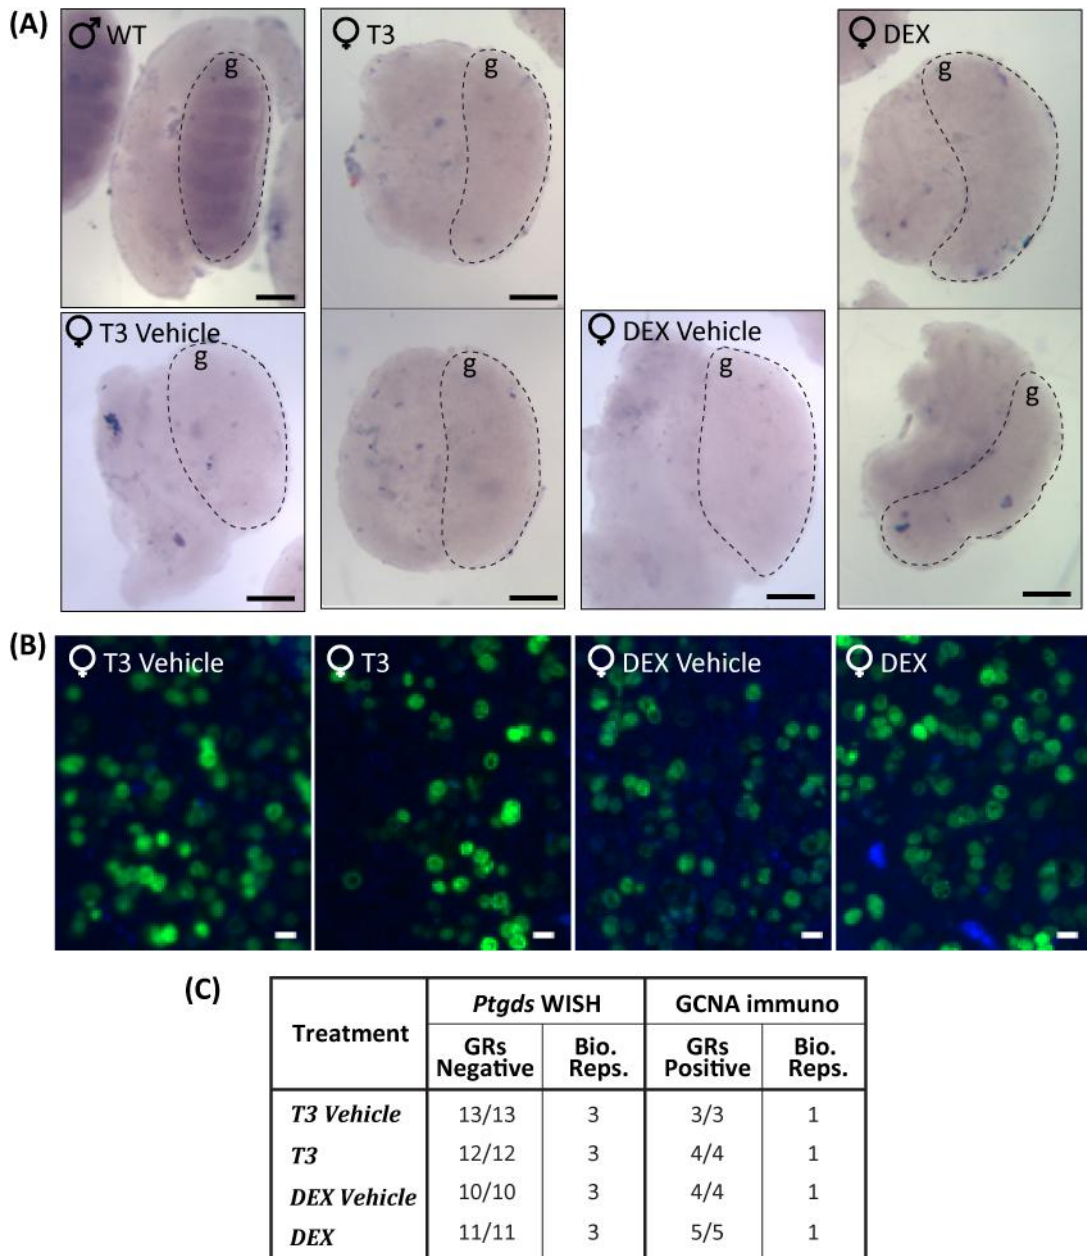 (A)
♂ WT
g
♀ T3
g
♀ DEX
g
♀ T3 Vehicle
g
g
♀ DEX Vehicle
g
g
(B)
♀ T3 Vehicle
♀ T3
♀ DEX Vehicle
♀ DEX
(C)
Treatment
Ptgds WISH
GCNA immuno
GRs Negative
Bio. Reps.
GRs Positive
Bio. Reps.
T3 Vehicle 13/13 3 3/3 1
T3 12/12 3 4/4 1
DEX Vehicle 10/10 3 4/4 1
DEX 11/11 3 5/5 1